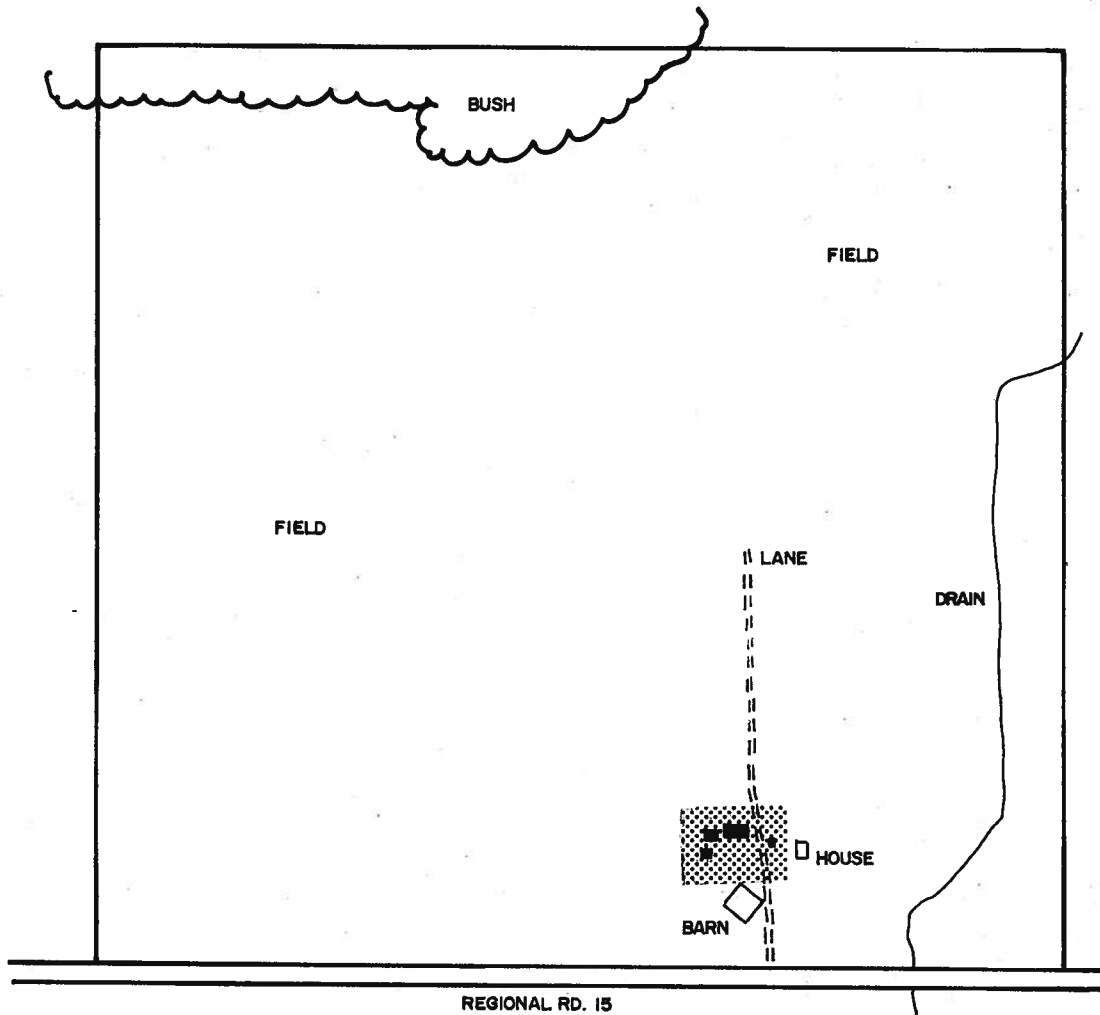 BUSH
FIELD
FIELD
LANE
DRAIN
HOUSE
BARN
REGIONAL RD. 15